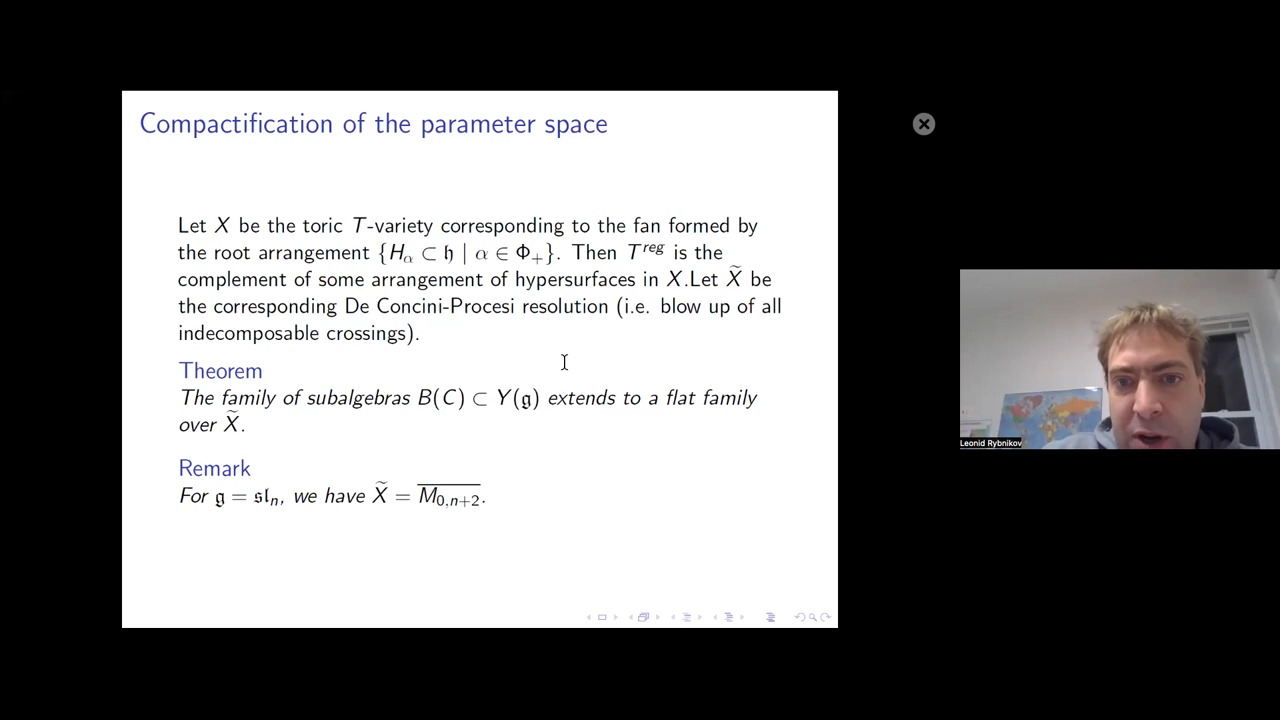 Compactification of the parameter space
Let X be the toric T-variety corresponding to the fan formed by
the root arrangement {H_α ⊂ 𝔥 | α ∈ Φ_+}. Then T^{reg} is the
complement of some arrangement of hypersurfaces in X.Let X̃ be
the corresponding De Concini-Procesi resolution (i.e. blow up of all
indecomposable crossings).
Theorem
The family of subalgebras B(C) ⊂ Y(𝔤) extends to a flat family
over X̃.
Remark
For 𝔤 = 𝔰𝔩_n, we have X̃ = \overline{M_{0,n+2}}.
Leonid Rybnikov